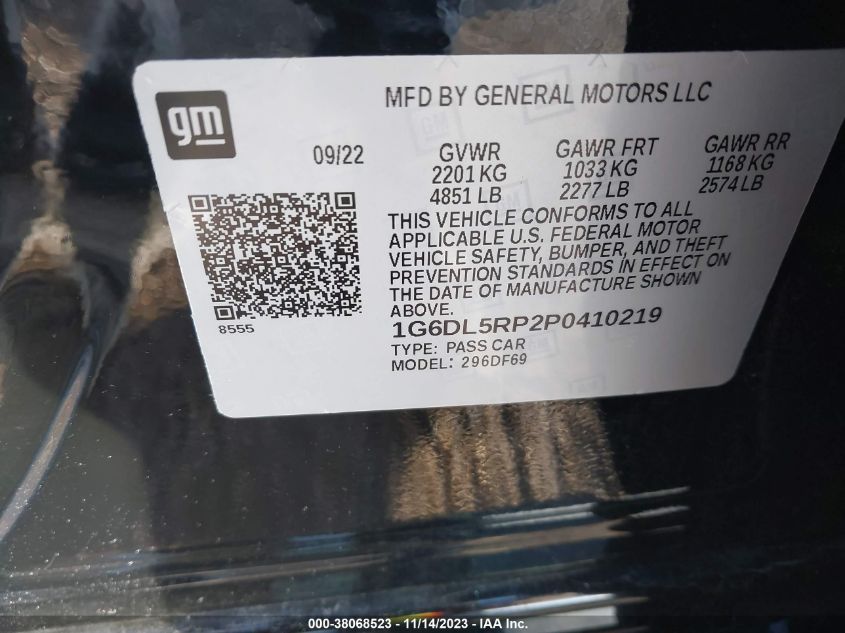 gm
MFD BY GENERAL MOTORS LLC
09/22
GVWR
2201 KG
4851 LB
GAWR FRT
1033 KG
2277 LB
GAWR RR
1168 KG
2574 LB
THIS VEHICLE CONFORMS TO ALL
APPLICABLE U.S. FEDERAL MOTOR
VEHICLE SAFETY, BUMPER, AND THEFT
PREVENTION STANDARDS IN EFFECT ON
THE DATE OF MANUFACTURE SHOWN
ABOVE.
8555
1G6DL5RP2P0410219
TYPE: PASS CAR
MODEL: 296DF69
000-38068523 - 11/14/2023 - IAA Inc.